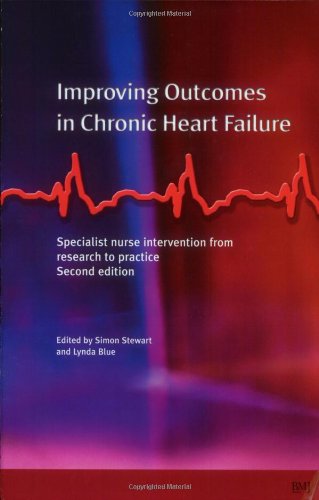 Improving Outcomes
in Chronic Heart Failure
Specialist nurse intervention from
research to practice
Second edition
Edited by Simon Stewart
and Lynda Blue
BMJ